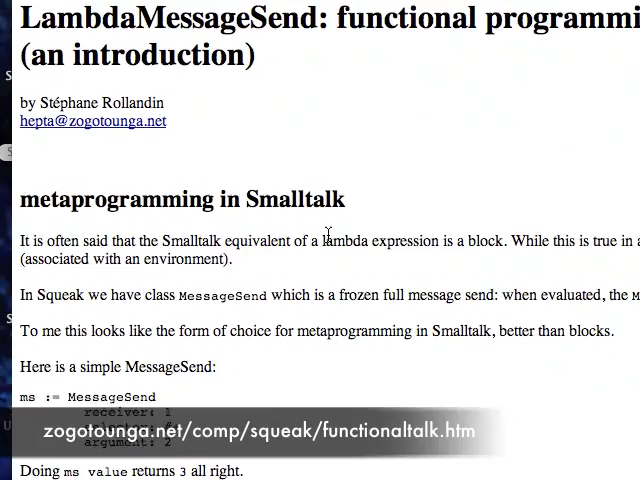 LambdaMessageSend: functional programmi
(an introduction)
by Stéphane Rollandin
hepta@zogotounga.net
metaprogramming in Smalltalk
It is often said that the Smalltalk equivalent of a lambda expression is a block. While this is true in a
(associated with an environment).
In Squeak we have class MessageSend which is a frozen full message send: when evaluated, the M
To me this looks like the form of choice for metaprogramming in Smalltalk, better than blocks.
Here is a simple MessageSend:
ms := MessageSend
receiver: 1
zogotounga.net/comp/squeak/functionaltalk.htm
argument: 2
Doing ms value returns 3 all right.